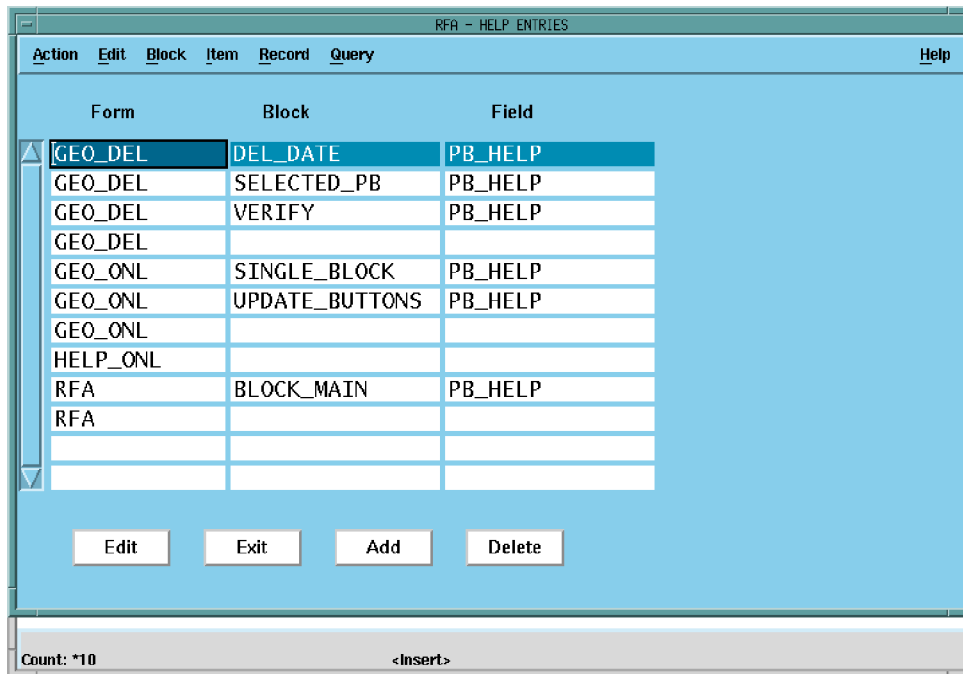 RFA - HELP ENTRIES
Action Edit Block Item Record Query Help
Form Block Field
GEO_DEL DEL_DATE PB_HELP
GEO_DEL SELECTED_PB PB_HELP
GEO_DEL VERIFY PB_HELP
GEO_DEL
GEO_ONL SINGLE_BLOCK PB_HELP
GEO_ONL UPDATE_BUTTONS PB_HELP
GEO_ONL
HELP_ONL
RFA BLOCK_MAIN PB_HELP
RFA
Edit Exit Add Delete
Count: *10 <Insert>